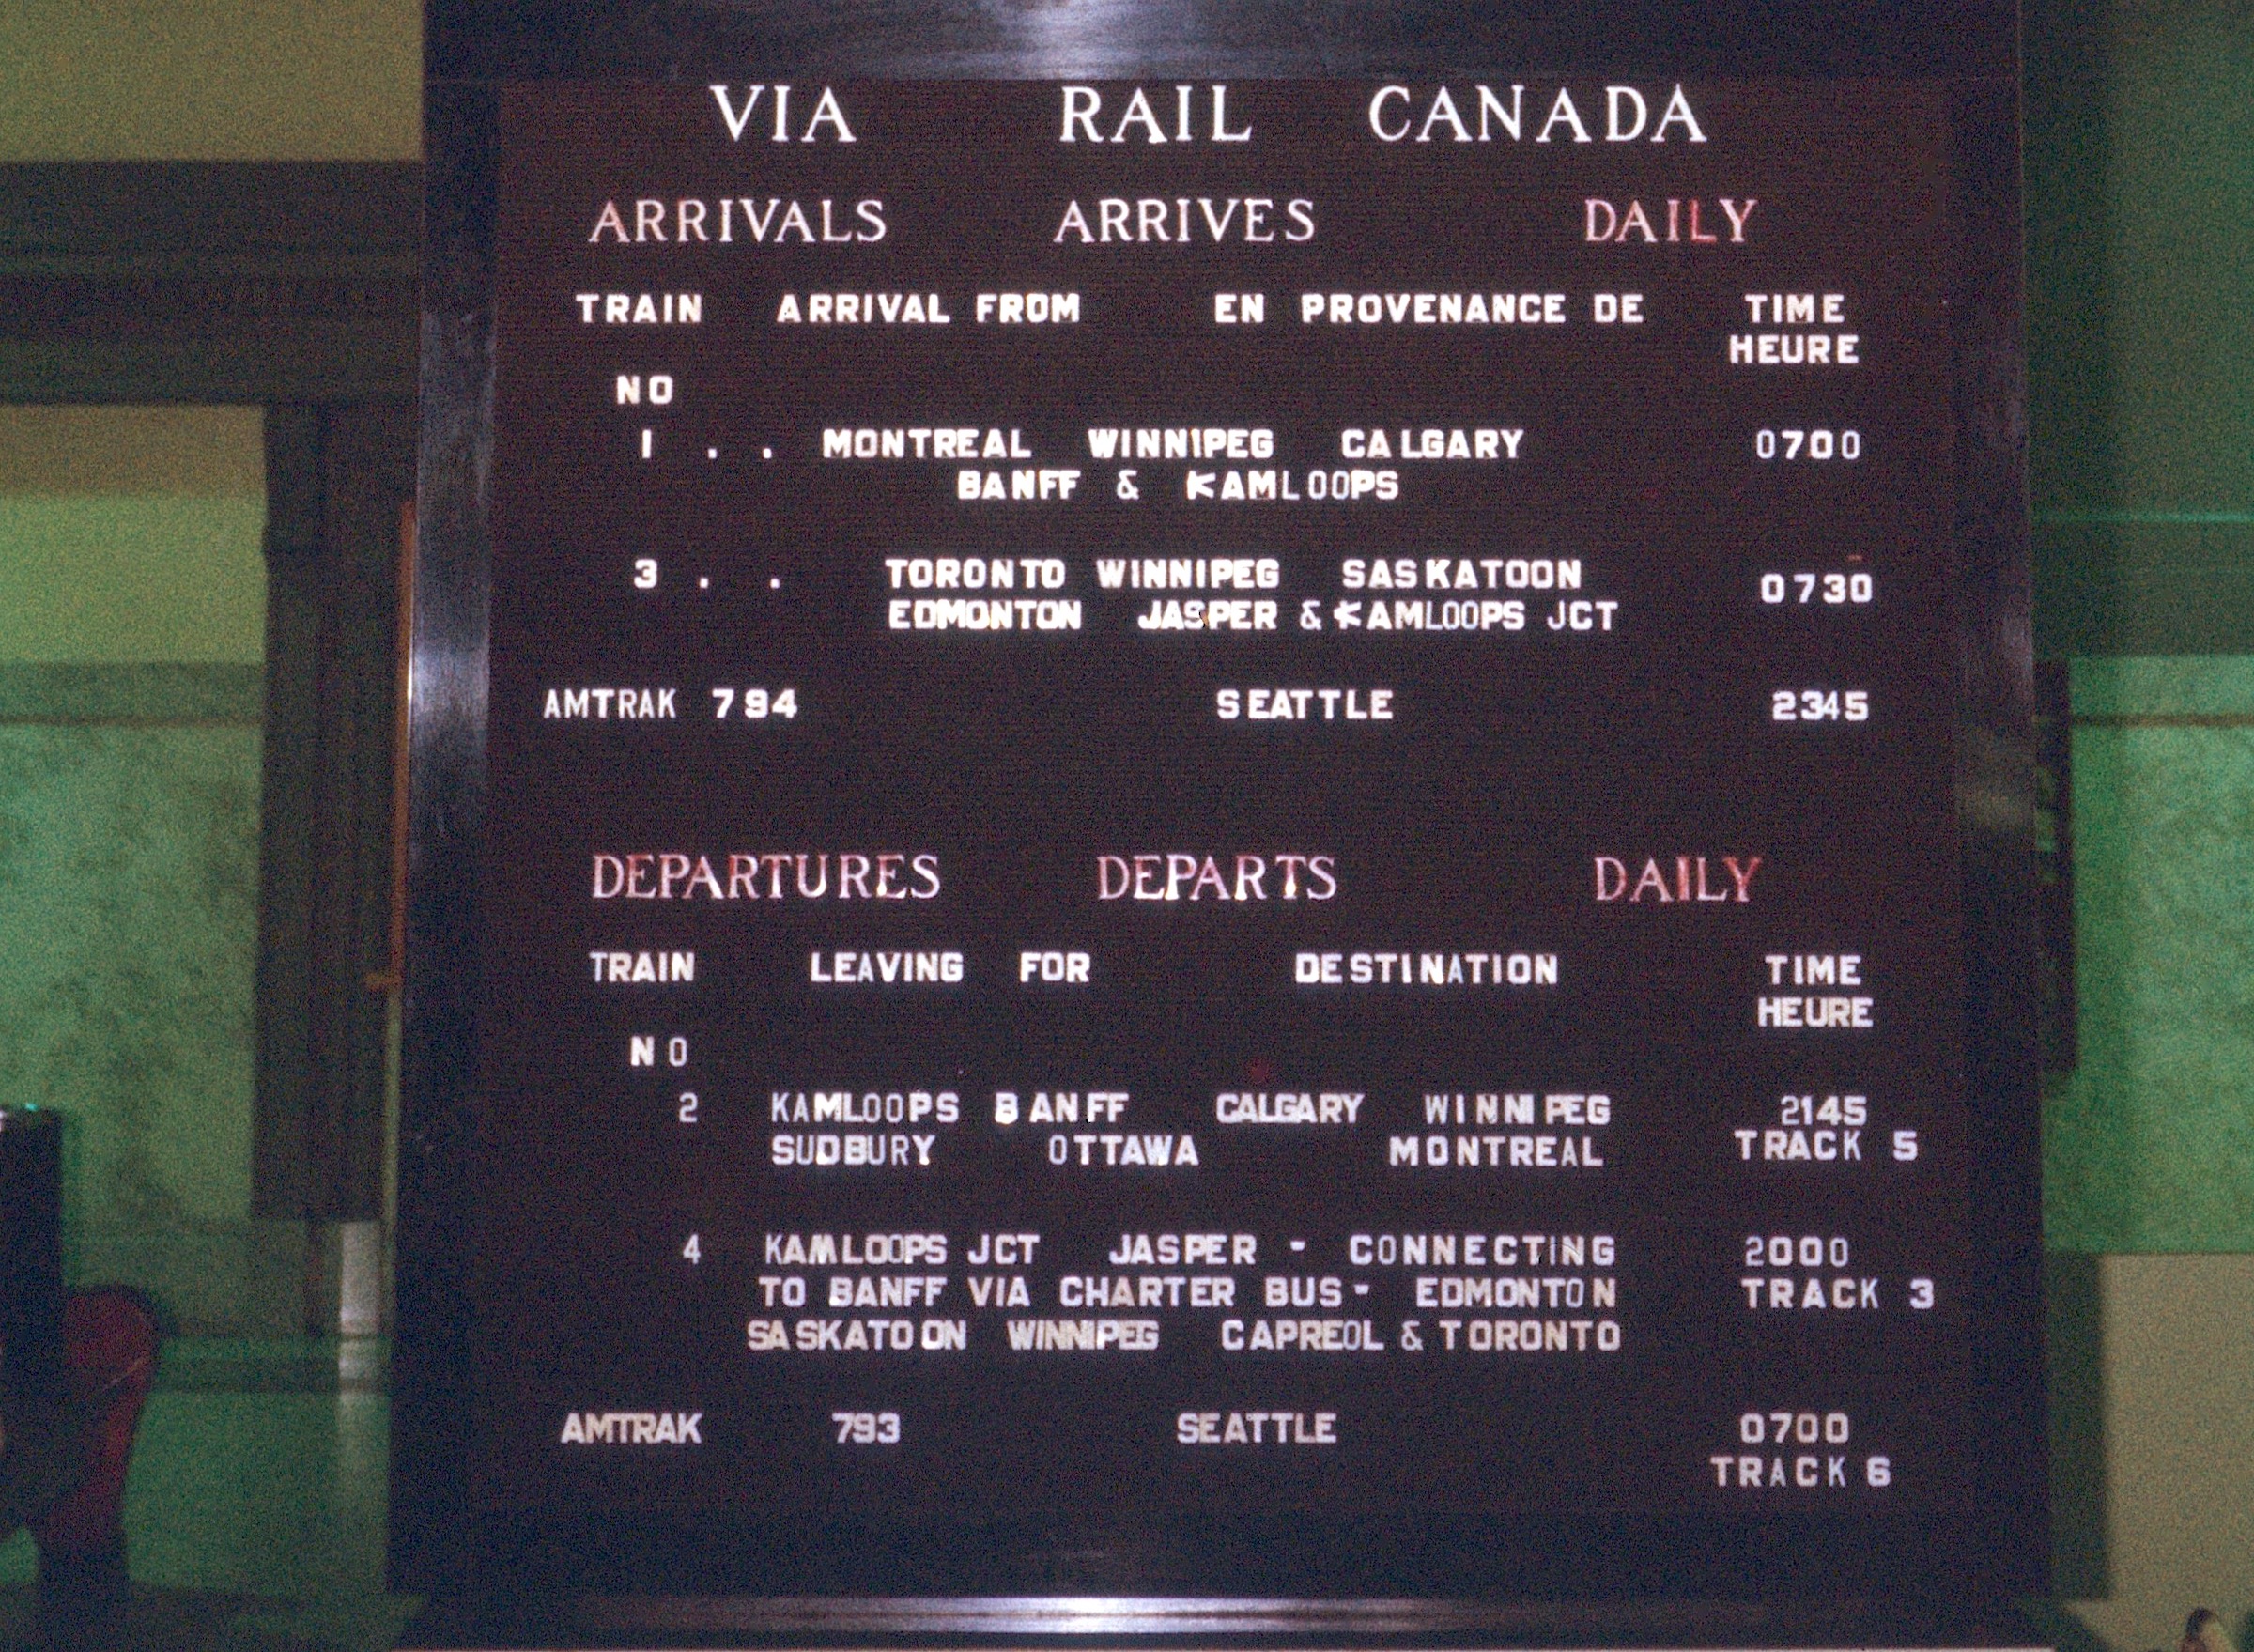 VIA RAIL CANADA
ARRIVALS ARRIVES DAILY
TRAIN ARRIVAL FROM EN PROVENANCE DE TIME
HEURE
NO
1 . . MONTREAL WINNIPEG CALGARY 0700
BANFF & KAMLOOPS
3 . . TORONTO WINNIPEG SASKATOON 0730
EDMONTON JASPER & KAMLOOPS JCT
AMTRAK 794 SEATTLE 2345
DEPARTURES DEPARTS DAILY
TRAIN LEAVING FOR DESTINATION TIME
HEURE
NO
2 KAMLOOPS BANFF CALGARY WINNIPEG 2145
SUDBURY OTTAWA MONTREAL TRACK 5
4 KAMLOOPS JCT JASPER - CONNECTING 2000
TO BANFF VIA CHARTER BUS - EDMONTON TRACK 3
SASKATOON WINNIPEG CAPREOL & TORONTO
AMTRAK 793 SEATTLE 0700
TRACK 6